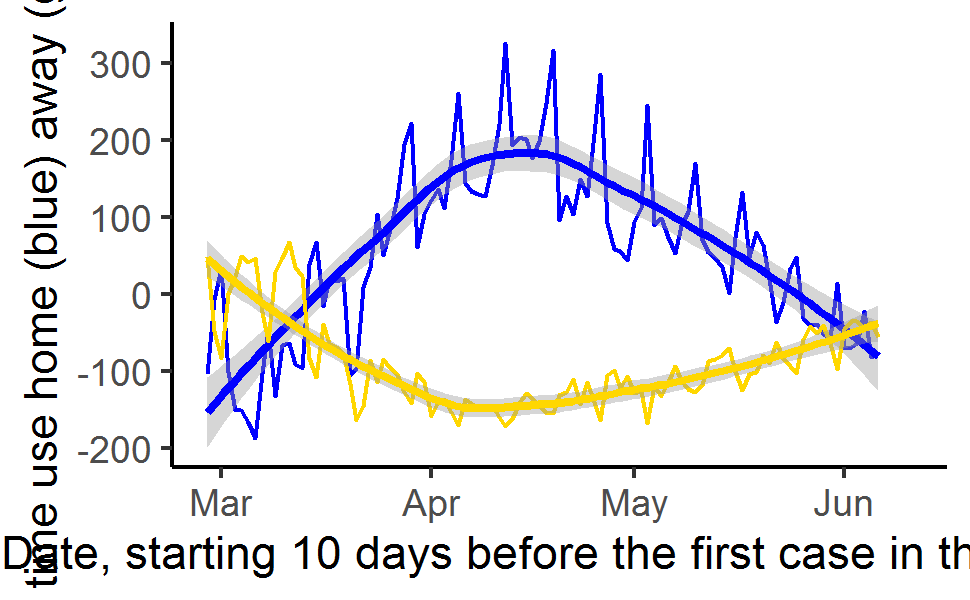 time use home (blue) away (
300
200
100
0
-100
-200
Mar Apr May Jun
Date, starting 10 days before the first case in th